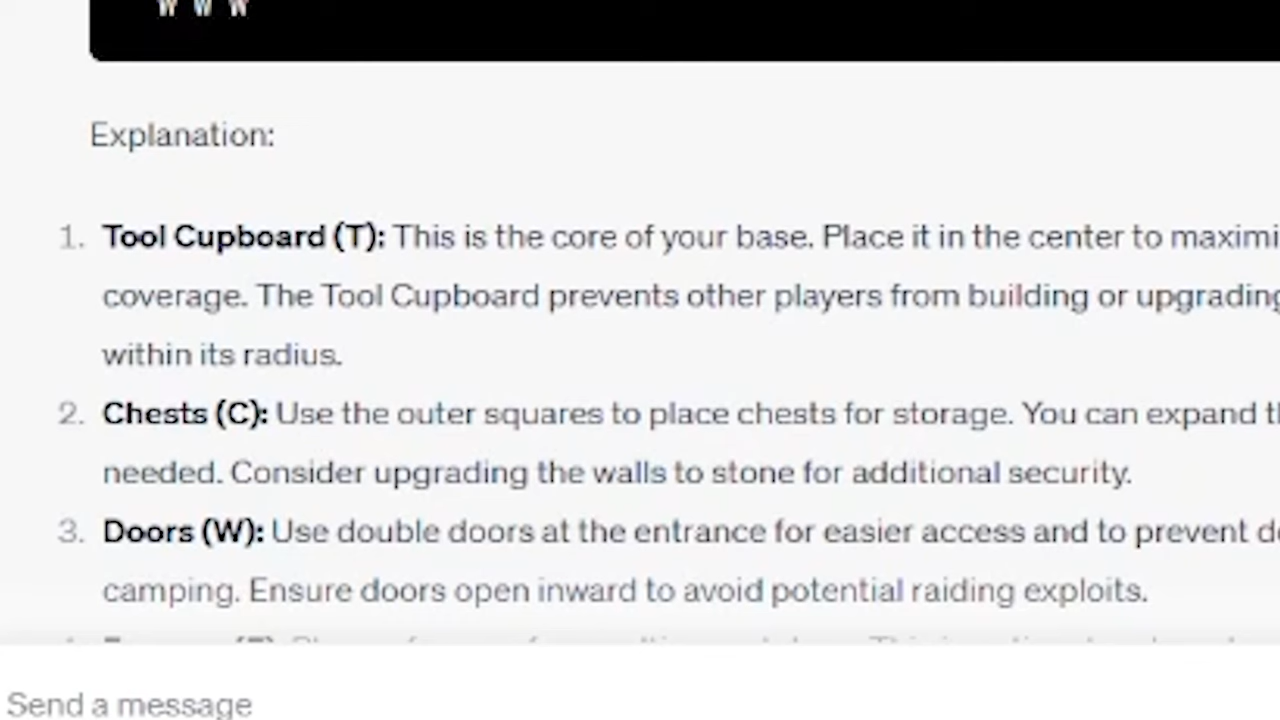 W W W
Explanation:
1. Tool Cupboard (T): This is the core of your base. Place it in the center to maximi
coverage. The Tool Cupboard prevents other players from building or upgrading
within its radius.
2. Chests (C): Use the outer squares to place chests for storage. You can expand th
needed. Consider upgrading the walls to stone for additional security.
3. Doors (W): Use double doors at the entrance for easier access and to prevent do
camping. Ensure doors open inward to avoid potential raiding exploits.
Send a message